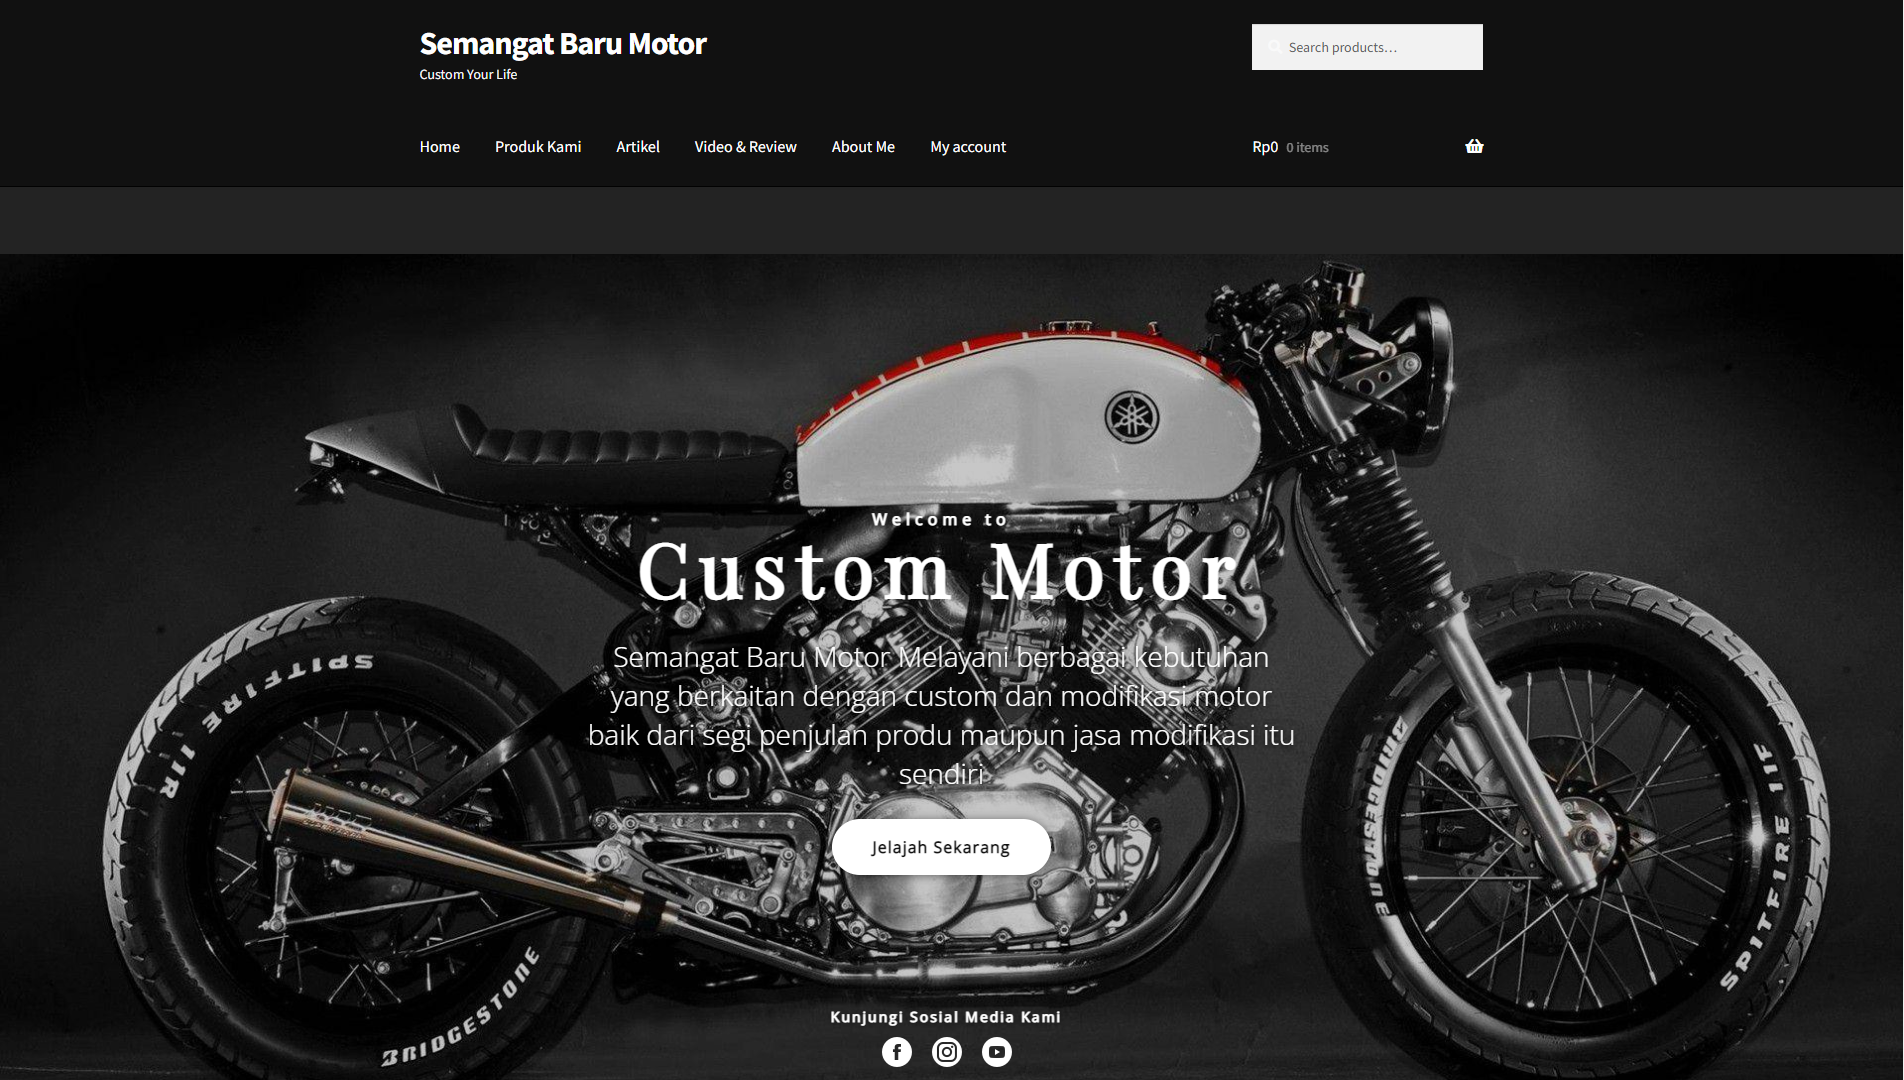 Semangat Baru Motor
Custom Your Life
Search products…
Home Produk Kami Artikel Video & Review About Me My account
Rp0 0 items
Welcome to
Custom Motor
Semangat Baru Motor Melayani berbagai kebutuhan
yang berkaitan dengan custom dan modifikasi motor
baik dari segi penjulan produ maupun jasa modifikasi itu
sendiri
Jelajah Sekarang
SPITFIRE 11R
BRIDGESTONE
BRIDGESTONE
SPITFIRE 11F
Kunjungi Sosial Media Kami